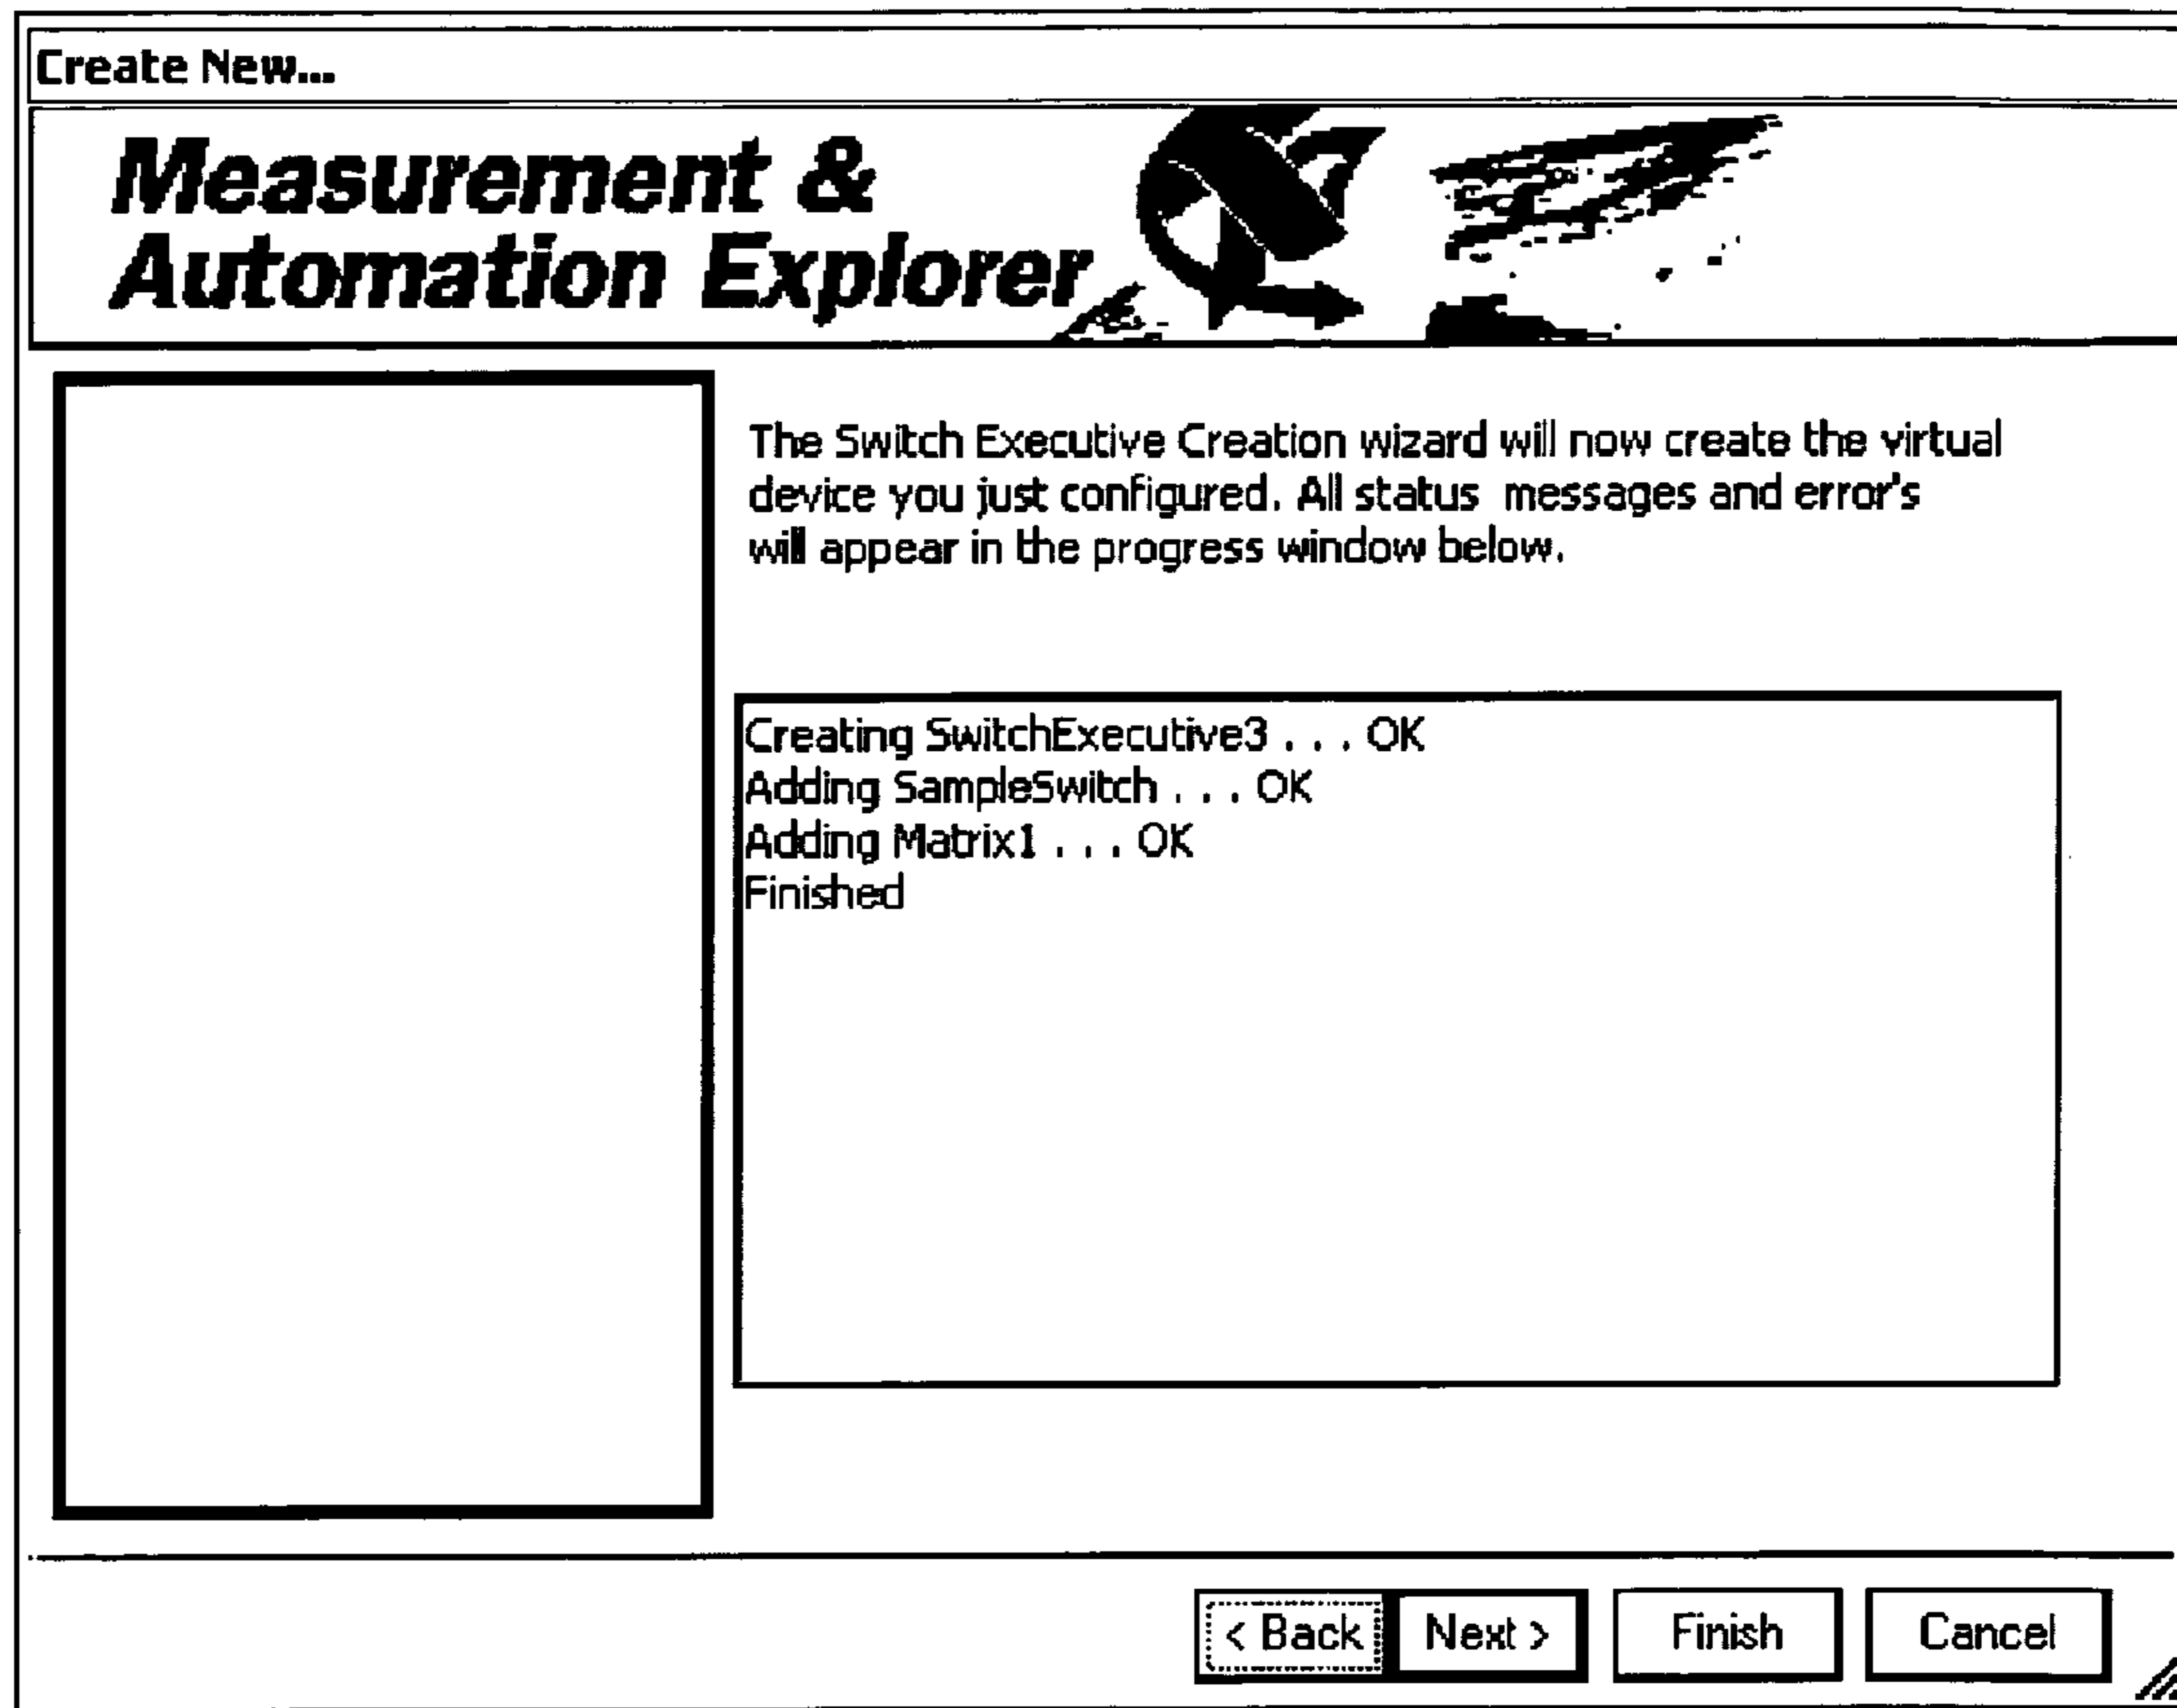 Create New...
Measurement &
Automation Explorer
The Switch Executive Creation wizard will now create the virtual
device you just configured. All status  messages and error's
will appear in the progress window below.
Creating SwitchExecutive3 . . . OK
Adding SampleSwitch . . . OK
Adding Matrix1 . . . OK
Finished
< Back Next > Finish Cancel